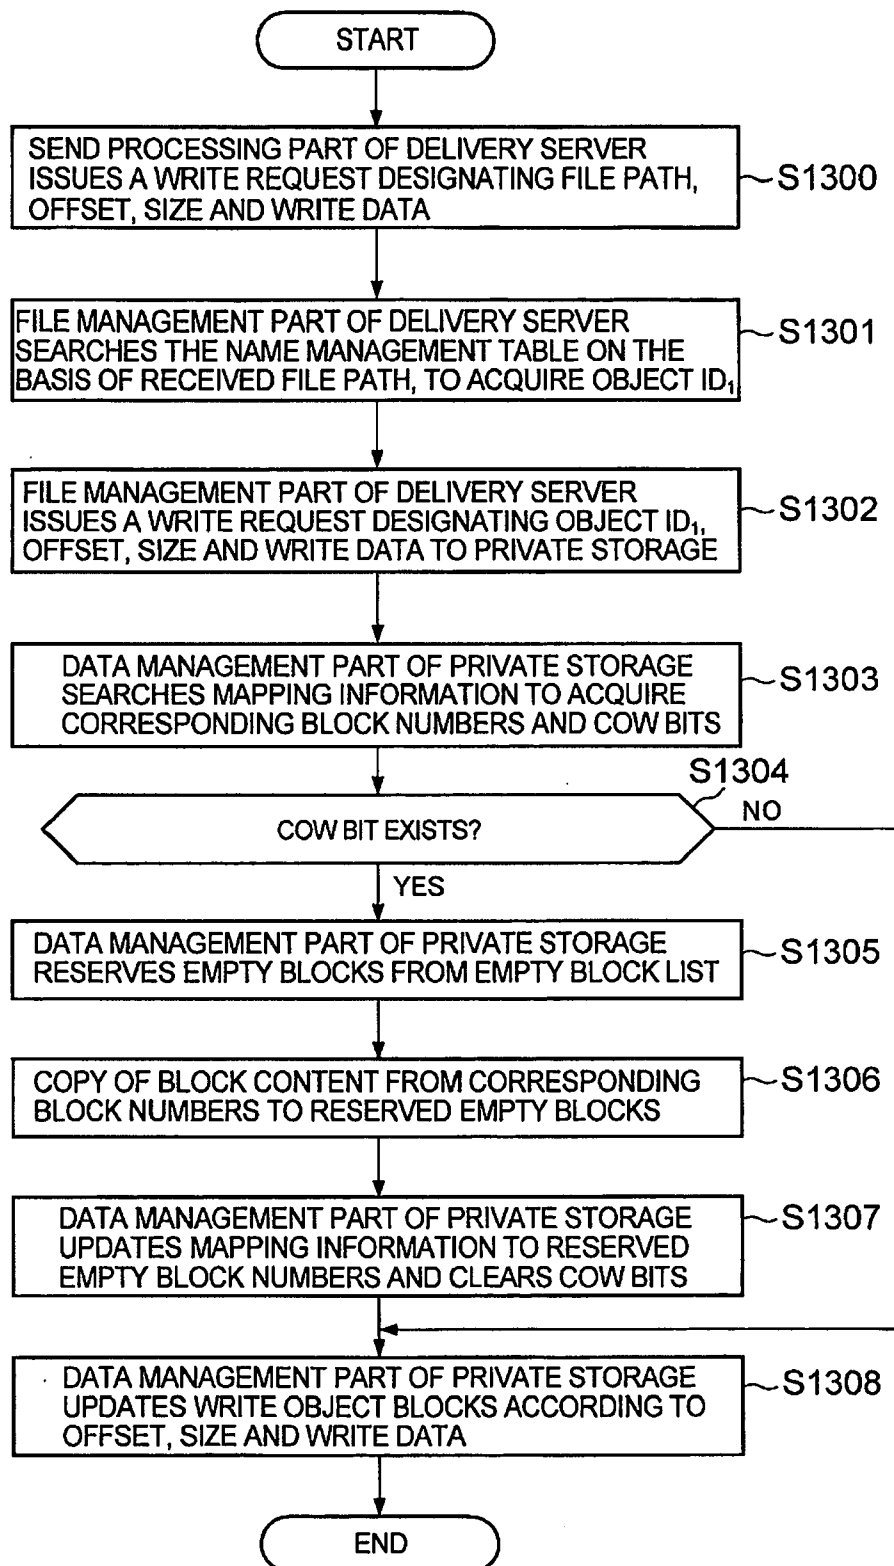 START
SEND PROCESSING PART OF DELIVERY SERVER
ISSUES A WRITE REQUEST DESIGNATING FILE PATH,
OFFSET, SIZE AND WRITE DATA
S1300
FILE MANAGEMENT PART OF DELIVERY SERVER
SEARCHES THE NAME MANAGEMENT TABLE ON THE
BASIS OF RECEIVED FILE PATH, TO ACQUIRE OBJECT ID₁
S1301
FILE MANAGEMENT PART OF DELIVERY SERVER
ISSUES A WRITE REQUEST DESIGNATING OBJECT ID₁,
OFFSET, SIZE AND WRITE DATA TO PRIVATE STORAGE
S1302
DATA MANAGEMENT PART OF PRIVATE STORAGE
SEARCHES MAPPING INFORMATION TO ACQUIRE
CORRESPONDING BLOCK NUMBERS AND COW BITS
S1303
S1304
COW BIT EXISTS?
NO
YES
DATA MANAGEMENT PART OF PRIVATE STORAGE
RESERVES EMPTY BLOCKS FROM EMPTY BLOCK LIST
S1305
COPY OF BLOCK CONTENT FROM CORRESPONDING
BLOCK NUMBERS TO RESERVED EMPTY BLOCKS
S1306
DATA MANAGEMENT PART OF PRIVATE STORAGE
UPDATES MAPPING INFORMATION TO RESERVED
EMPTY BLOCK NUMBERS AND CLEARS COW BITS
S1307
DATA MANAGEMENT PART OF PRIVATE STORAGE
UPDATES WRITE OBJECT BLOCKS ACCORDING TO
OFFSET, SIZE AND WRITE DATA
S1308
END